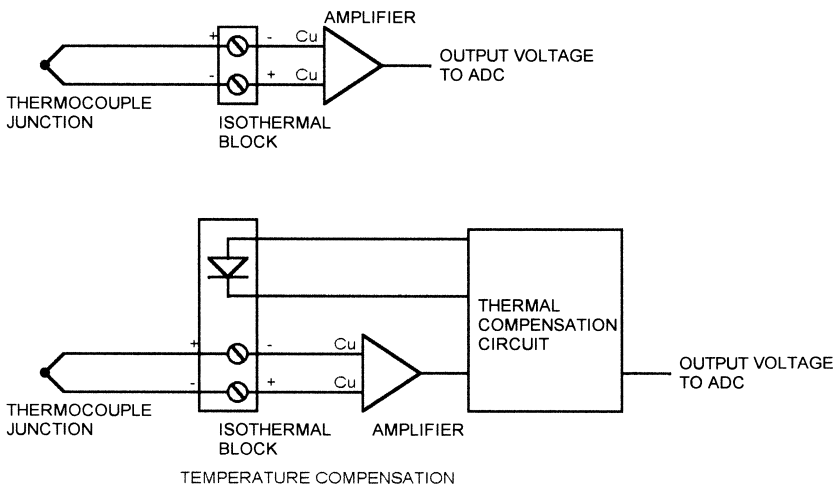 AMPLIFIER
+ - Cu
OUTPUT VOLTAGE
TO ADC
- + Cu
THERMOCOUPLE
JUNCTION
ISOTHERMAL
BLOCK
THERMAL
COMPENSATION
CIRCUIT
+ - Cu
OUTPUT VOLTAGE
TO ADC
- + Cu
THERMOCOUPLE
JUNCTION
ISOTHERMAL
BLOCK
AMPLIFIER
TEMPERATURE COMPENSATION